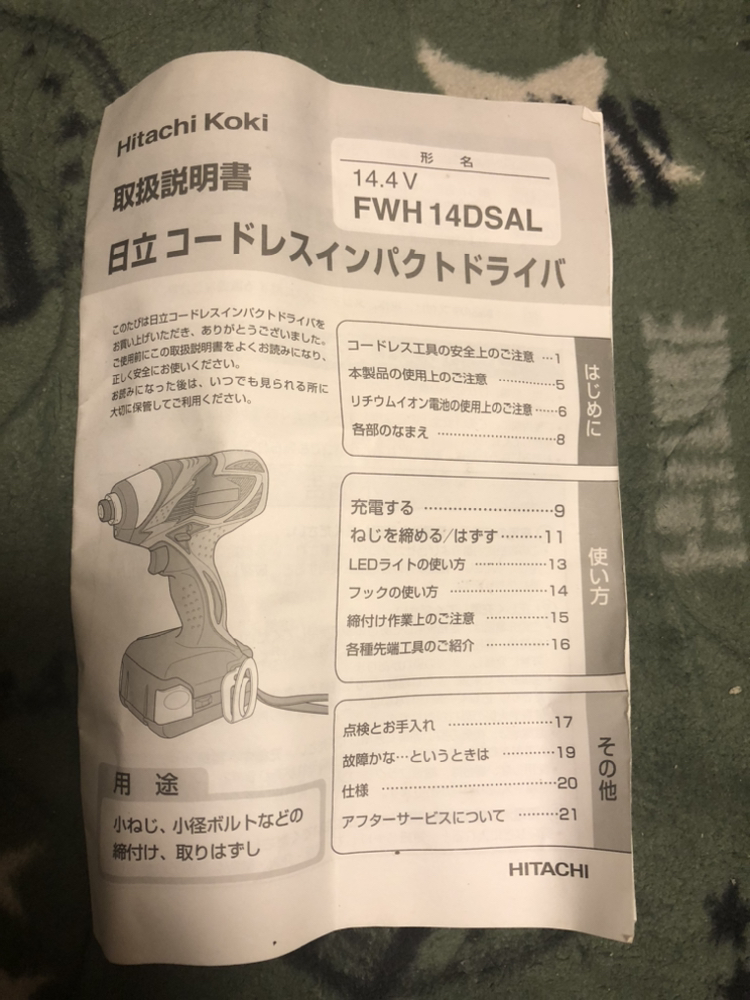 Hitachi Koki
取扱説明書
形 名
14.4 V
FWH 14DSAL
日立 コードレスインパクトドライバ
このたびは日立コードレスインパクトドライバを
お買い上げいただき、ありがとうございました。
ご使用前にこの取扱説明書をよくお読みになり、
正しく安全にお使いください。
お読みになった後は、いつでも見られる所に
大切に保管してご利用ください。
はじめに
コードレス工具の安全上のご注意 …1
本製品の使用上のご注意 ……………5
リチウムイオン電池の使用上のご注意……6
各部のなまえ ……………………8
使い方
充電する ……………………9
ねじを締める/はずす………11
LEDライトの使い方 ……………13
フックの使い方 …………………14
締付け作業上のご注意 …………15
各種先端工具のご紹介 …………16
その他
点検とお手入れ …………………17
故障かな…というときは …………19
仕様 ……………………………20
アフターサービスについて ………21
用 途
小ねじ、小径ボルトなどの
締付け、取りはずし
HITACHI